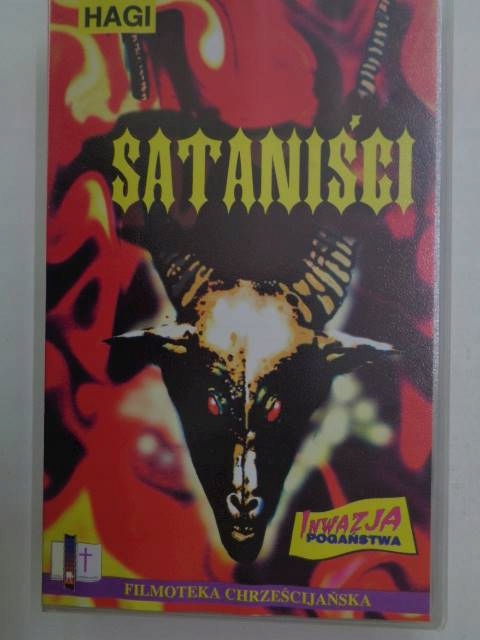 HAGI
SATANIŚCI
INWAZJA
POGAŃSTWA
FILMOTEKA CHRZEŚCIJAŃSKA